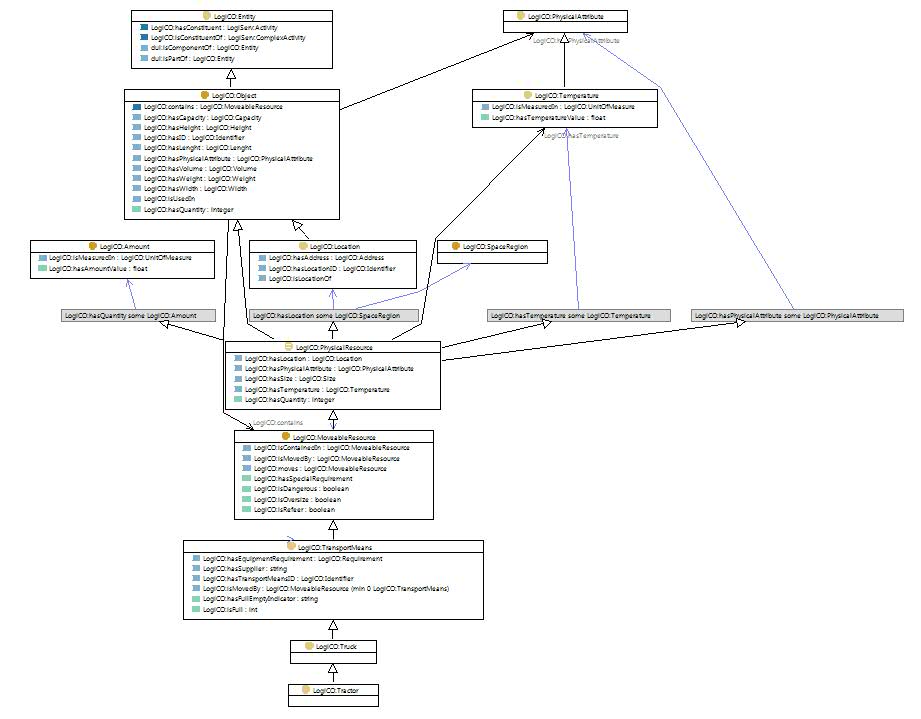 LogiCO:Entity
LogiCO:hasConstituent : LogiServ:Activity
LogiCO:isConstituentOf : LogiServ:ComplexActivity
dul:isComponentOf : LogiCO:Entity
dul:isPartOf : LogiCO:Entity
LogiCO:PhysicalAttribute
LogiCO:hasPhysicalAttribute
LogiCO:Object
LogiCO:contains : LogiCO:MoveableResource
LogiCO:hasCapacity : LogiCO:Capacity
LogiCO:hasHeight : LogiCO:Height
LogiCO:hasID : LogiCO:Identifier
LogiCO:hasLenght : LogiCO:Lenght
LogiCO:hasPhysicalAttribute : LogiCO:PhysicalAttribute
LogiCO:hasVolume : LogiCO:Volume
LogiCO:hasWeight : LogiCO:Weight
LogiCO:hasWidth : LogiCO:Width
LogiCO:isUsedIn
LogiCO:hasQuantity : integer
LogiCO:Temperature
LogiCO:isMeasuredIn : LogiCO:UnitOfMeasure
LogiCO:hasTemperatureValue : float
LogiCO:hasTemperature
LogiCO:Amount
LogiCO:isMeasuredIn : LogiCO:UnitOfMeasure
LogiCO:hasAmountValue : float
LogiCO:Location
LogiCO:hasAddress : LogiCO:Address
LogiCO:hasLocationID : LogiCO:Identifier
LogiCO:isLocationOf
LogiCO:SpaceRegion
LogiCO:hasQuantity some LogiCO:Amount
LogiCO:hasLocation some LogiCO:SpaceRegion
LogiCO:hasTemperature some LogiCO:Temperature
LogiCO:hasPhysicalAttribute some LogiCO:PhysicalAttribute
LogiCO:PhysicalResource
LogiCO:hasLocation : LogiCO:Location
LogiCO:hasPhysicalAttribute : LogiCO:PhysicalAttribute
LogiCO:hasSize : LogiCO:Size
LogiCO:hasTemperature : LogiCO:Temperature
LogiCO:hasQuantity : integer
LogiCO:contains
LogiCO:MoveableResource
LogiCO:isContainedIn : LogiCO:MoveableResource
LogiCO:isMovedBy : LogiCO:MoveableResource
LogiCO:moves : LogiCO:MoveableResource
LogiCO:hasSpecialRequirement
LogiCO:isDangerous : boolean
LogiCO:isOversize : boolean
LogiCO:isReefer : boolean
LogiCO:TransportMeans
LogiCO:hasEquipmentRequirement : LogiCO:Requirement
LogiCO:hasSupplier : string
LogiCO:hasTransportMeansID : LogiCO:Identifier
LogiCO:isMovedBy : LogiCO:MoveableResource (min 0 LogiCO:TransportMeans)
LogiCO:hasFullEmptyIndicator : string
LogiCO:isFull : int
LogiCO:Truck
LogiCO:Tractor